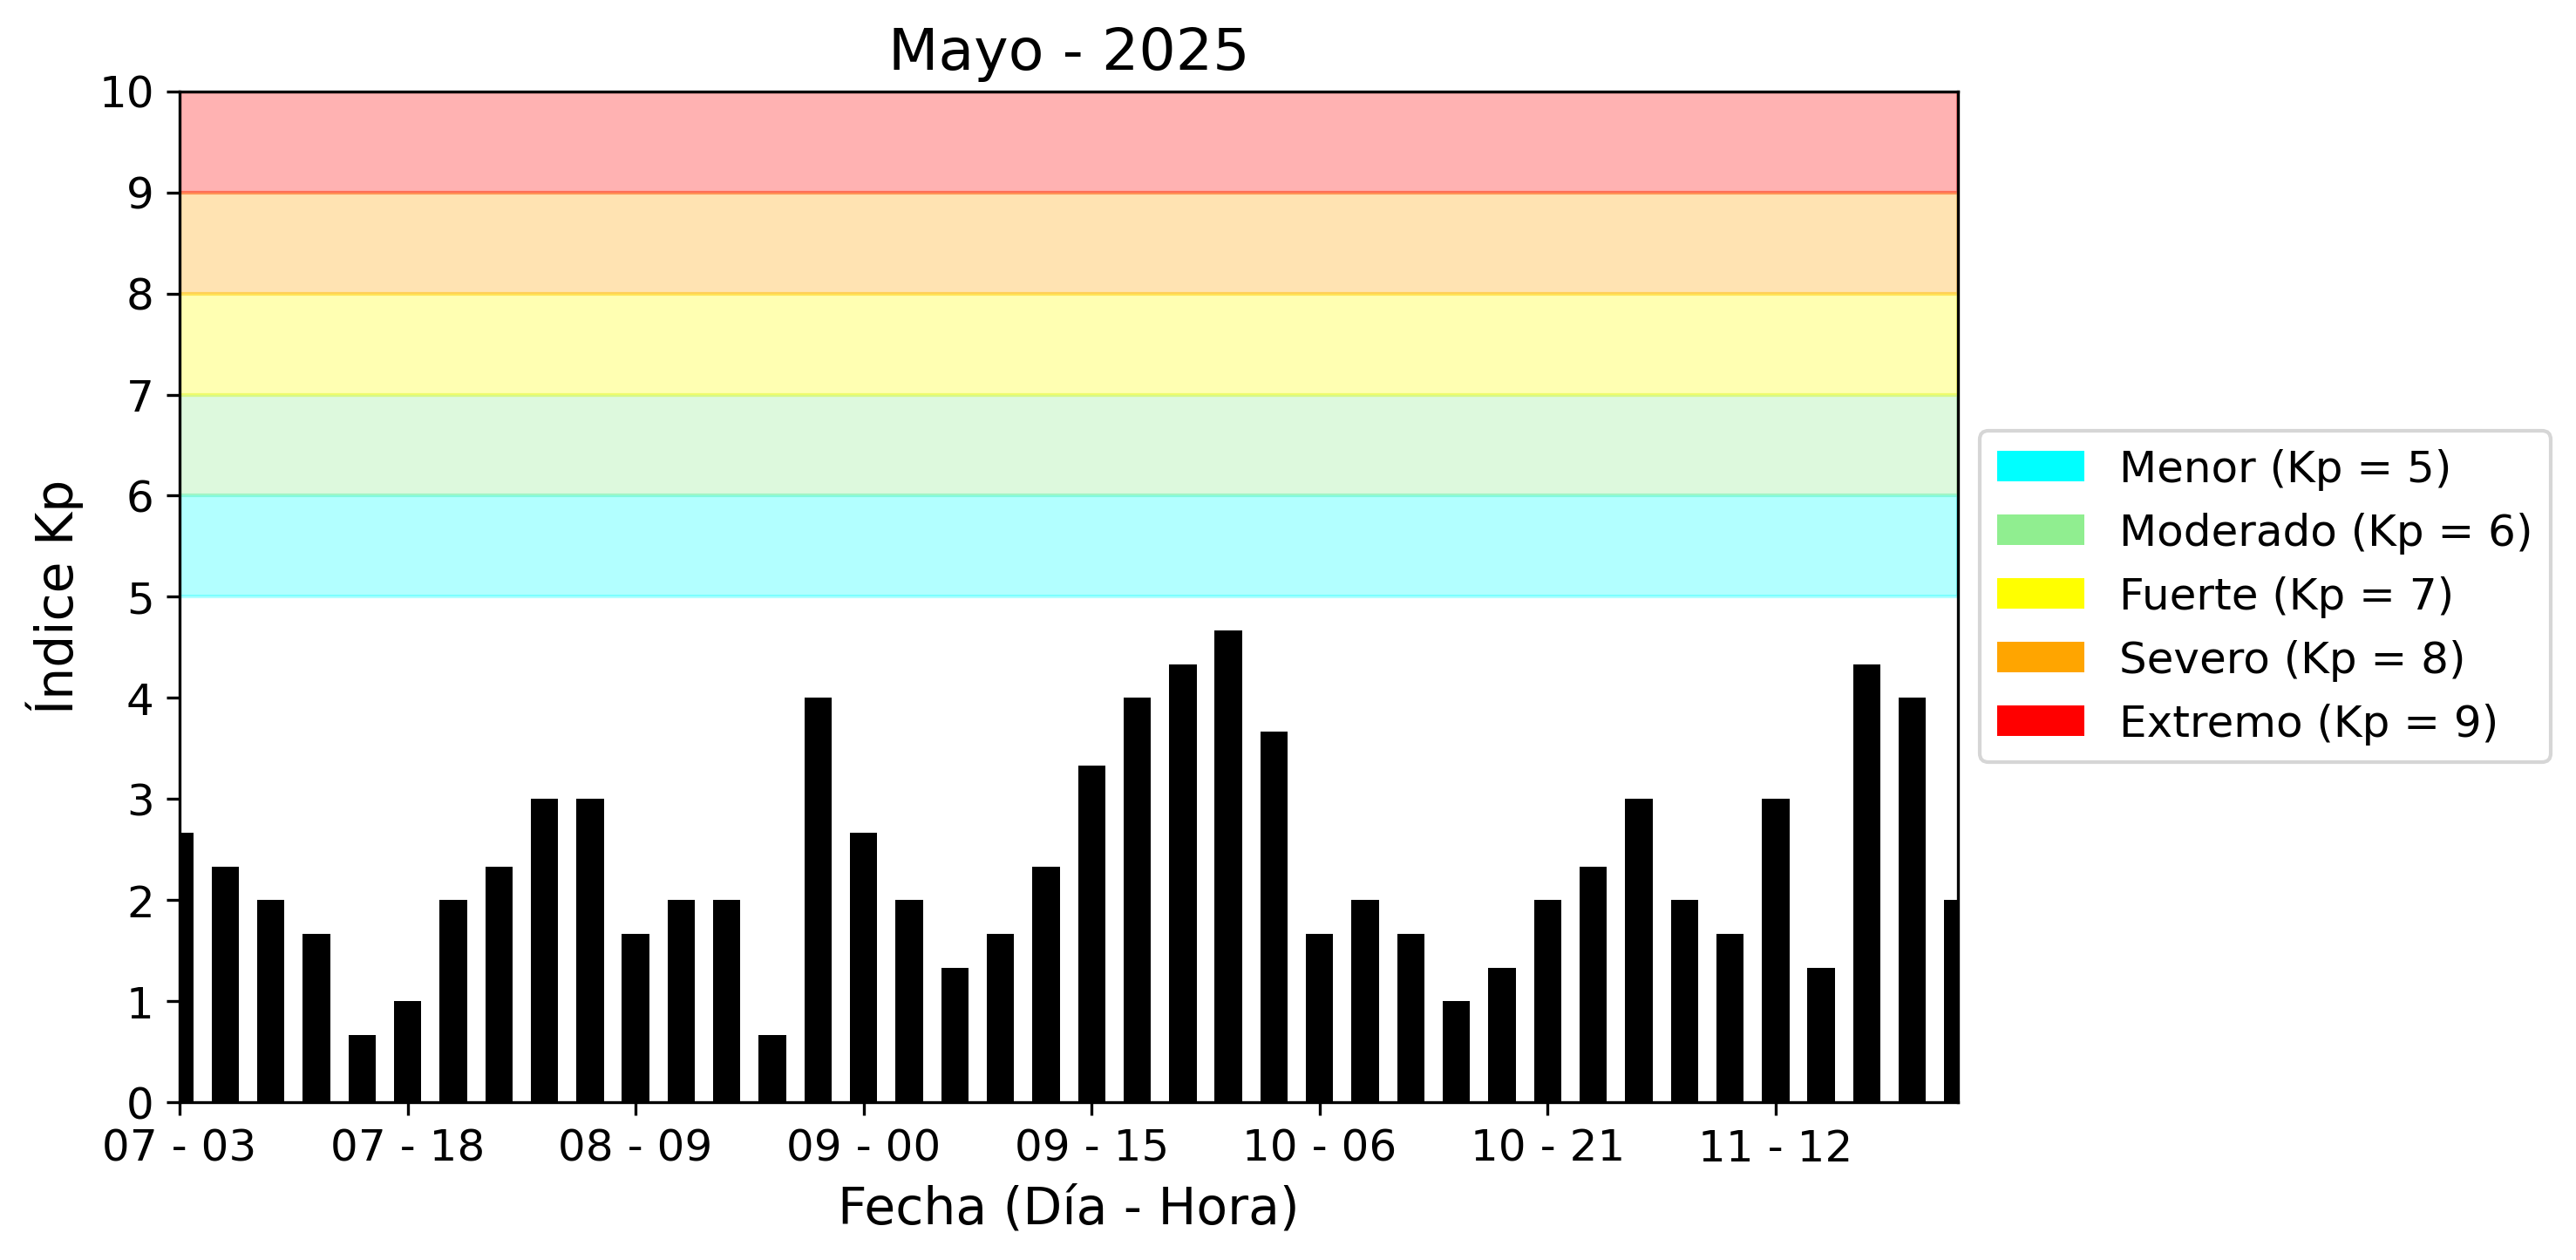 Mayo - 2025
10
9
8
7
6
5
4
3
2
1
0
Índice Kp
07 - 03
07 - 18
08 - 09
09 - 00
09 - 15
10 - 06
10 - 21
11 - 12
Fecha (Día - Hora)
Menor (Kp = 5)
Moderado (Kp = 6)
Fuerte (Kp = 7)
Severo (Kp = 8)
Extremo (Kp = 9)